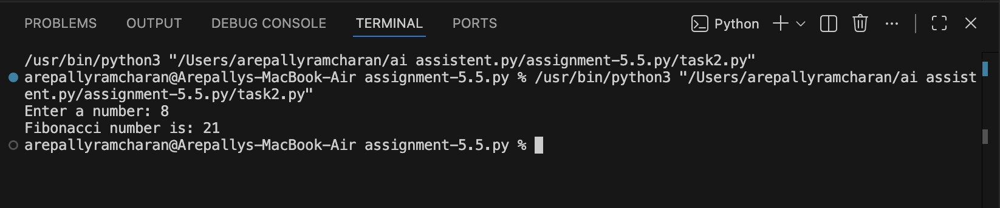 PROBLEMS OUTPUT DEBUG CONSOLE TERMINAL PORTS Python
/usr/bin/python3 "/Users/arepallyramcharan/ai assistent.py/assignment-5.5.py/task2.py"
arepallyramcharan@Arepallys-MacBook-Air assignment-5.5.py % /usr/bin/python3 "/Users/arepallyramcharan/ai assist
ent.py/assignment-5.5.py/task2.py"
Enter a number: 8
Fibonacci number is: 21
arepallyramcharan@Arepallys-MacBook-Air assignment-5.5.py %